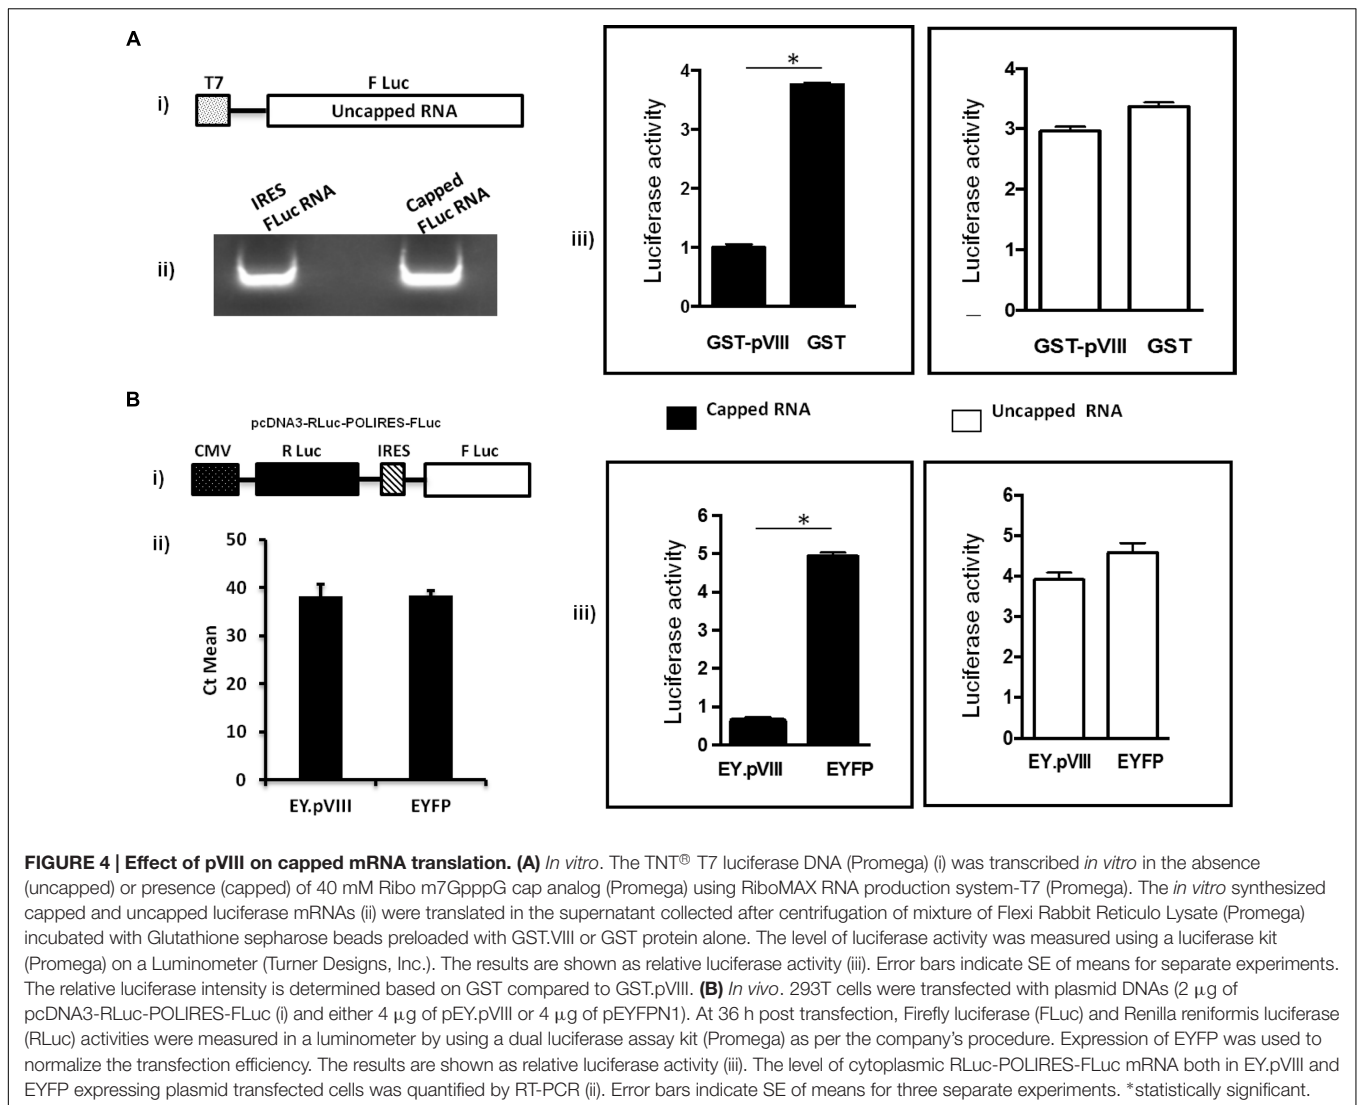 A
T7
F Luc
i)
Uncapped RNA
IRES
FLuc RNA
Capped
FLuc RNA
ii)
iii)
Luciferase activity
4
3
2
1
0
*
GST-pVIII GST
Luciferase activity
4
3
2
1
0
GST-pVIII GST
Capped RNA
Uncapped RNA
B
pcDNA3-RLuc-POLIRES-FLuc
CMV
R Luc
IRES
F Luc
i)
ii)
Ct Mean
50
40
30
20
10
0
EY.pVIII
EYFP
iii)
Luciferase activity
6
5
4
3
2
1
0
*
EY.pVIII EYFP
Luciferase activity
6
5
4
3
2
1
0
EY.pVIII EYFP
FIGURE 4 | Effect of pVIII on capped mRNA translation. (A) In vitro. The TNT® T7 luciferase DNA (Promega) (i) was transcribed in vitro in the absence
(uncapped) or presence (capped) of 40 mM Ribo m7GpppG cap analog (Promega) using RiboMAX RNA production system-T7 (Promega). The in vitro synthesized
capped and uncapped luciferase mRNAs (ii) were translated in the supernatant collected after centrifugation of mixture of Flexi Rabbit Reticulo Lysate (Promega)
incubated with Glutathione sepharose beads preloaded with GST.VIII or GST protein alone. The level of luciferase activity was measured using a luciferase kit
(Promega) on a Luminometer (Turner Designs, Inc.). The results are shown as relative luciferase activity (iii). Error bars indicate SE of means for separate experiments.
The relative luciferase intensity is determined based on GST compared to GST.pVIII. (B) In vivo. 293T cells were transfected with plasmid DNAs (2 μg of
pcDNA3-RLuc-POLIRES-FLuc (i) and either 4 μg of pEY.pVIII or 4 μg of pEYFPN1). At 36 h post transfection, Firefly luciferase (FLuc) and Renilla reniformis luciferase
(RLuc) activities were measured in a luminometer by using a dual luciferase assay kit (Promega) as per the company's procedure. Expression of EYFP was used to
normalize the transfection efficiency. The results are shown as relative luciferase activity (iii). The level of cytoplasmic RLuc-POLIRES-FLuc mRNA both in EY.pVIII and
EYFP expressing plasmid transfected cells was quantified by RT-PCR (ii). Error bars indicate SE of means for three separate experiments. *statistically significant.